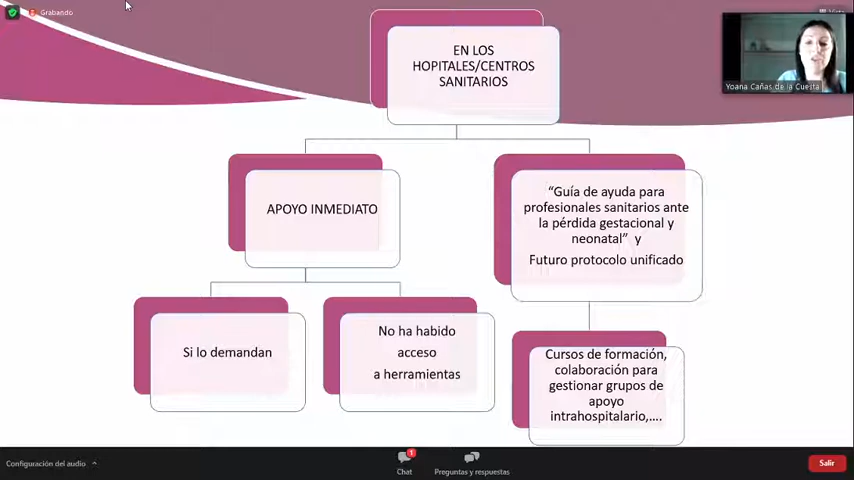 Grabando
Vista
Yoana Cañas de la Cuesta
EN LOS
HOPITALES/CENTROS
SANITARIOS
APOYO INMEDIATO
“Guía de ayuda para
profesionales sanitarios ante
la pérdida gestacional y
neonatal” y
Futuro protocolo unificado
Si lo demandan
No ha habido
acceso
a herramientas
Cursos de formación,
colaboración para
gestionar grupos de
apoyo
intrahospitalario,....
Configuración del audio
1
Chat
Preguntas y respuestas
Salir